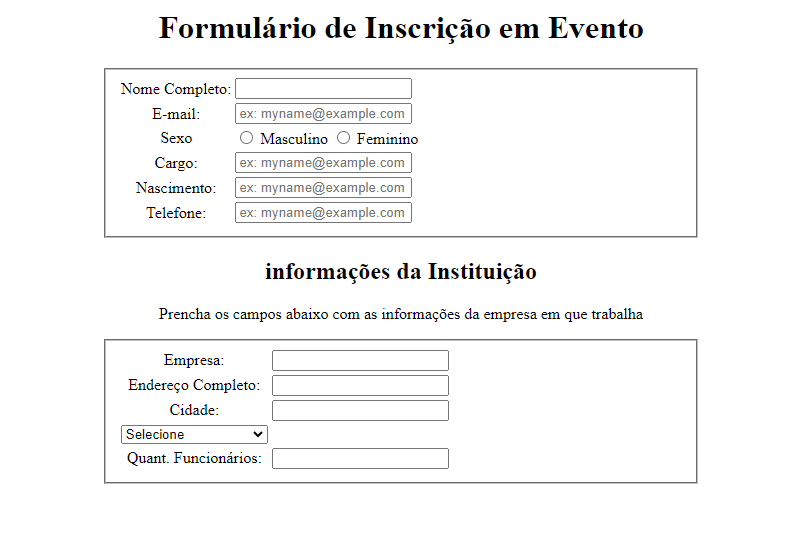 Formulário de Inscrição em Evento
Nome Completo:
E-mail: ex: myname@example.com
Sexo Masculino Feminino
Cargo: ex: myname@example.com
Nascimento: ex: myname@example.com
Telefone: ex: myname@example.com
informações da Instituição
Prencha os campos abaixo com as informações da empresa em que trabalha
Empresa:
Endereço Completo:
Cidade:
Selecione
Quant. Funcionários: